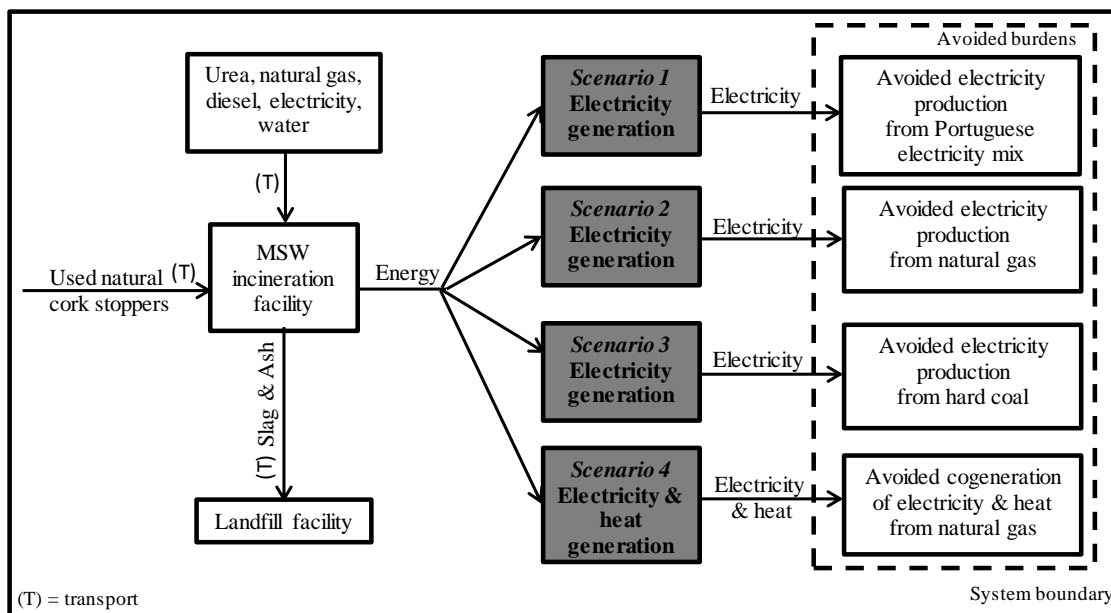 Urea, natural gas,
diesel, electricity,
water
(T)
Used natural (T)
cork stoppers
MSW
incineration
facility
Energy
(T) Slag & Ash
Landfill facility
Scenario 1
Electricity
generation
Electricity
Scenario 2
Electricity
generation
Electricity
Scenario 3
Electricity
generation
Electricity
Scenario 4
Electricity &
heat
generation
Electricity
& heat
Avoided burdens
Avoided electricity
production
from Portuguese
electricity mix
Avoided electricity
production
from natural gas
Avoided electricity
production
from hard coal
Avoided cogeneration
of electricity & heat
from natural gas
(T) = transport
System boundary